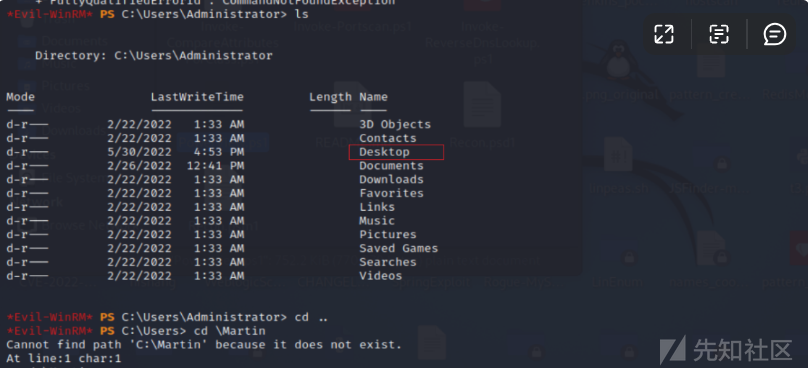 + FullyQualifiedErrorId : CommandNotFoundException
*Evil-WinRM* PS C:\Users\Administrator> ls
Directory: C:\Users\Administrator
Mode LastWriteTime Length Name
---- ------------- ------ ----
d-r--- 2/22/2022 1:33 AM 3D Objects
d-r--- 2/22/2022 1:33 AM Contacts
d-r--- 5/30/2022 4:53 PM Desktop
d-r--- 2/26/2022 12:41 PM Documents
d-r--- 2/22/2022 1:33 AM Downloads
d-r--- 2/22/2022 1:33 AM Favorites
d-r--- 2/22/2022 1:33 AM Links
d-r--- 2/22/2022 1:33 AM Music
d-r--- 2/22/2022 1:33 AM Pictures
d-r--- 2/22/2022 1:33 AM Saved Games
d-r--- 2/22/2022 1:33 AM Searches
d-r--- 2/22/2022 1:33 AM Videos
*Evil-WinRM* PS C:\Users\Administrator> cd ..
*Evil-WinRM* PS C:\Users> cd \Martin
Cannot find path 'C:\Martin' because it does not exist.
At line:1 char:1
先知社区